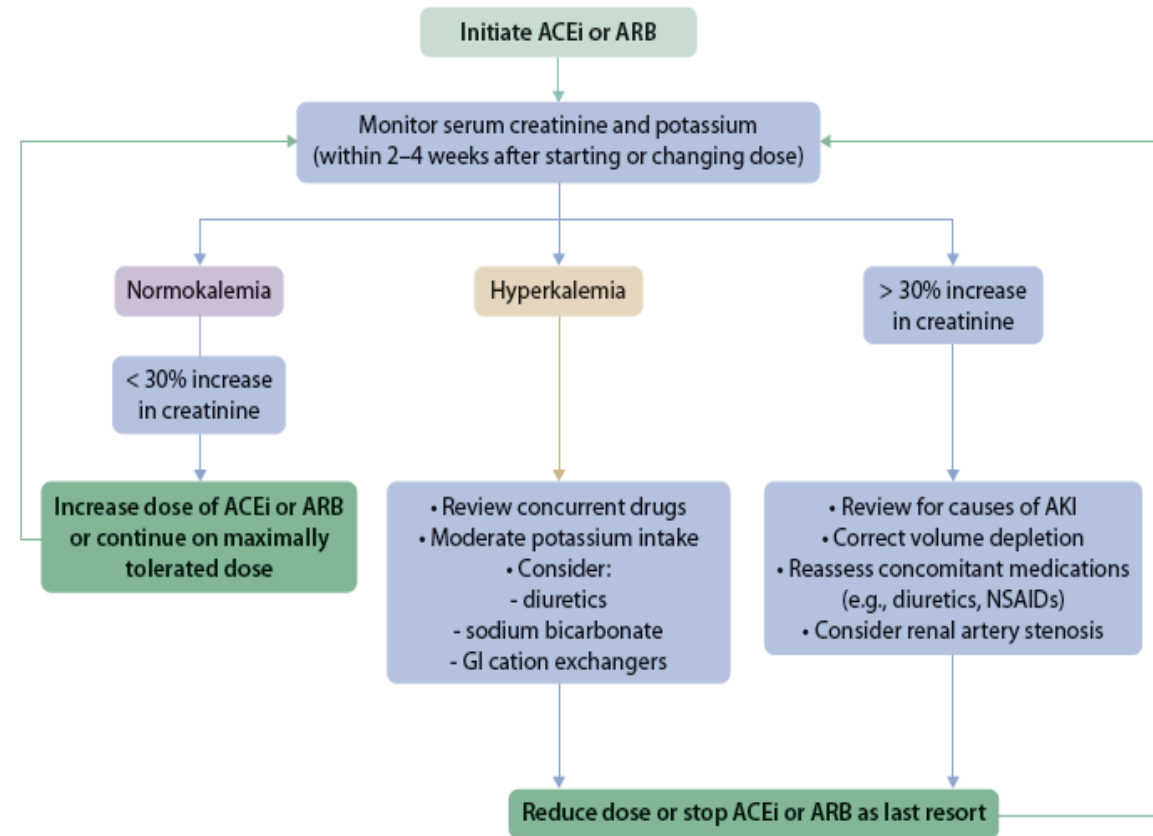 Initiate ACEi or ARB
Monitor serum creatinine and potassium
(within 2–4 weeks after starting or changing dose)
Normokalemia
Hyperkalemia
> 30% increase
in creatinine
< 30% increase
in creatinine
Increase dose of ACEi or ARB
or continue on maximally
tolerated dose
• Review concurrent drugs
• Moderate potassium intake
• Consider:
- diuretics
- sodium bicarbonate
- GI cation exchangers
• Review for causes of AKI
• Correct volume depletion
• Reassess concomitant medications
(e.g., diuretics, NSAIDs)
• Consider renal artery stenosis
Reduce dose or stop ACEi or ARB as last resort